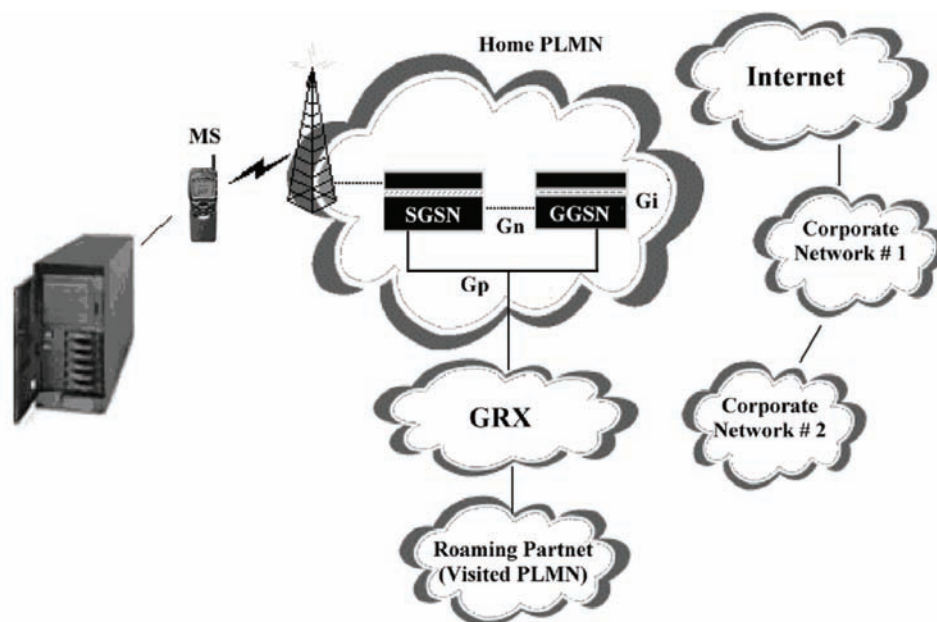 Home PLMN
Internet
MS
SGSN
GGSN
Gi
Gn
Gp
Corporate
Network # 1
GRX
Corporate
Network # 2
Roaming Partnet
(Visited PLMN)